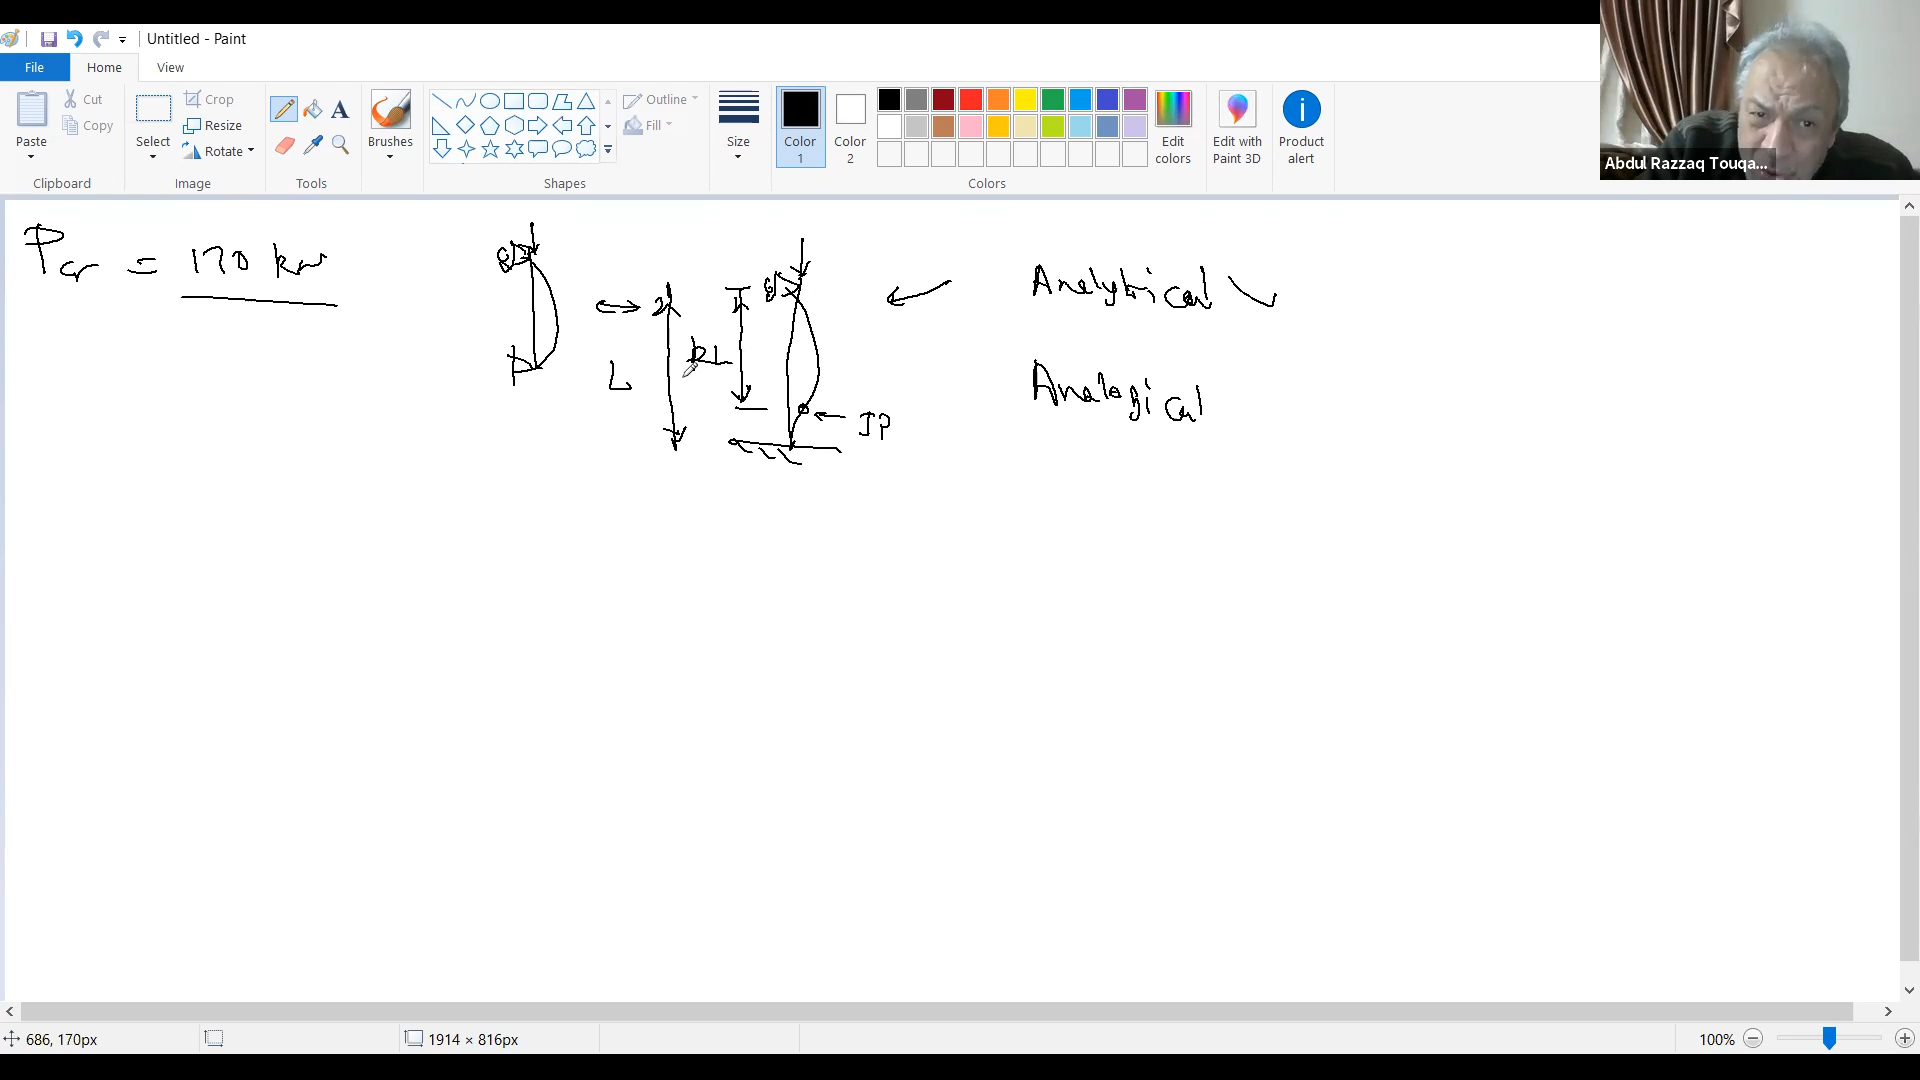 Untitled - Paint
File Home View
Cut
Copy
Paste
Clipboard
Crop
Resize
Rotate
Select
Image
Tools
Brushes
Outline
Fill
Shapes
Size
Color 1
Color 2
Edit colors
Colors
Edit with Paint 3D
Product alert
Abdul Razzaq Touqa...
Pcr = 170 kN
L
kL
IP
Analytical
Analogical
686, 170px
1914 × 816px
100%